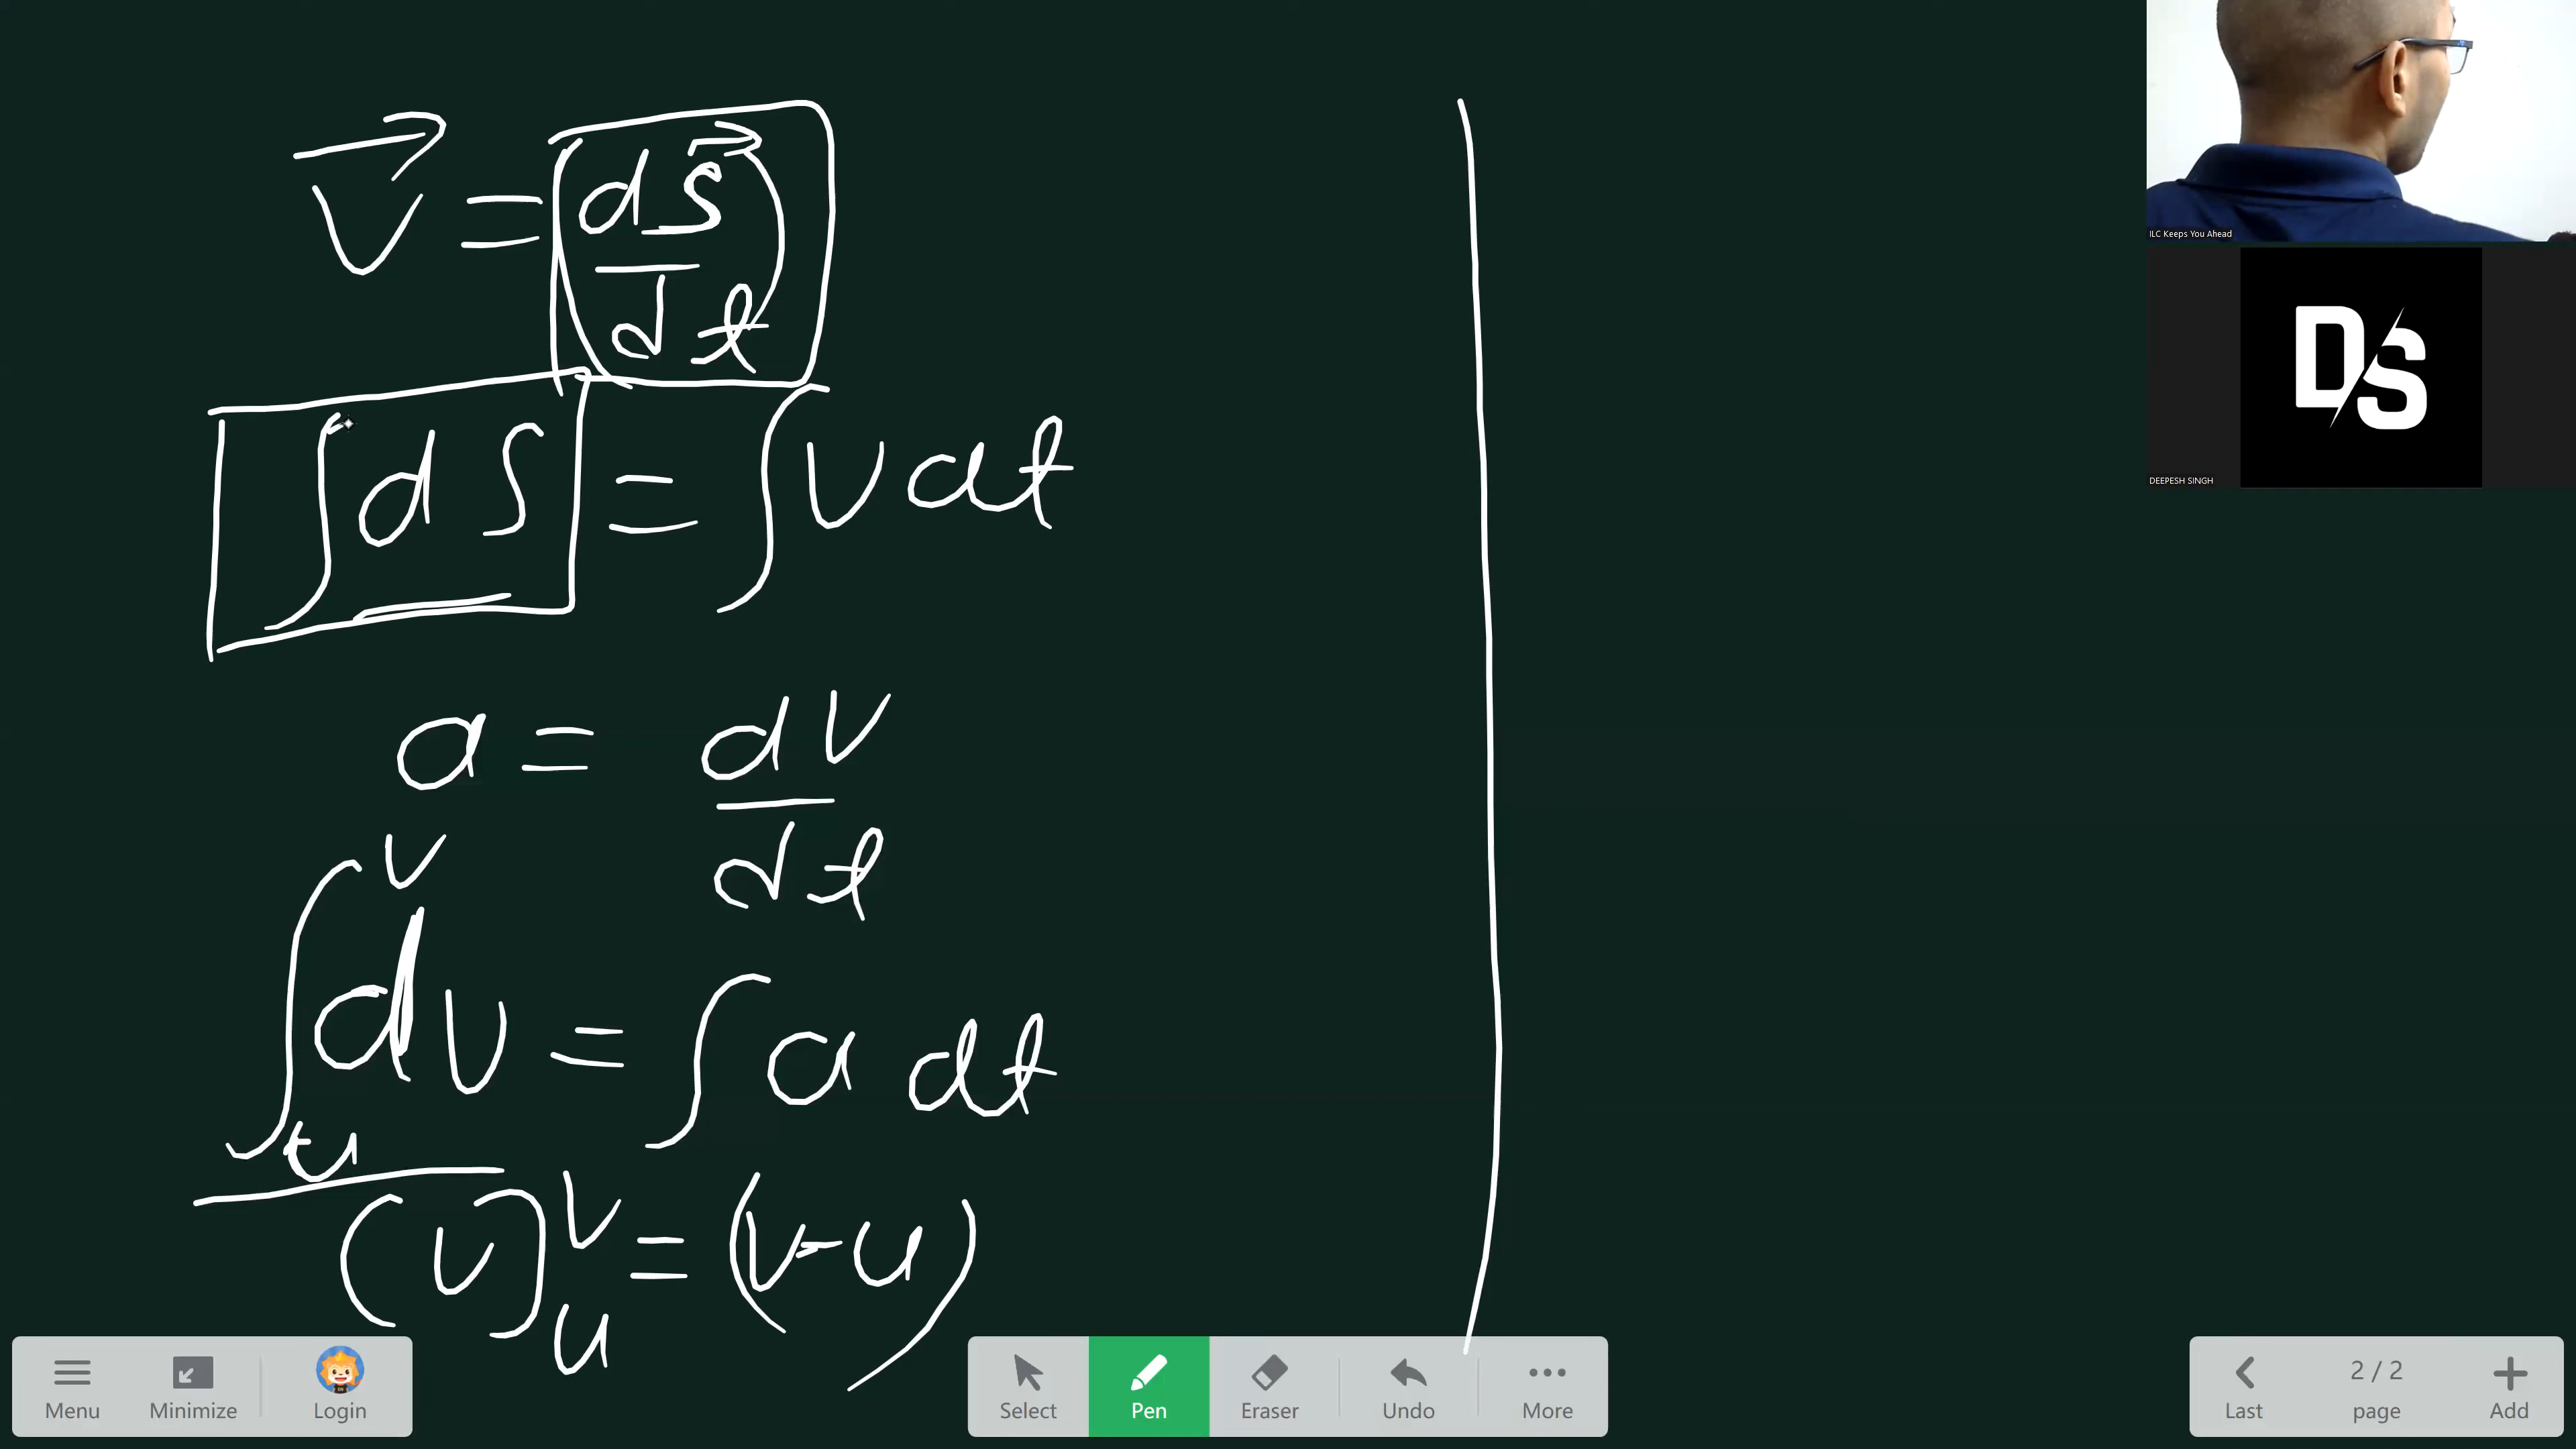 v⃗ = (ds⃗/dt)
∫ds = ∫v dt
a = dv/dt
∫ᵤᵛ dv = ∫a dt
(v)ᵤᵛ = (v-u)
ILC Keeps You Ahead
DS
DEEPESH SINGH
Menu
Minimize
Login
Select
Pen
Eraser
Undo
More
Last
2 / 2
page
Add